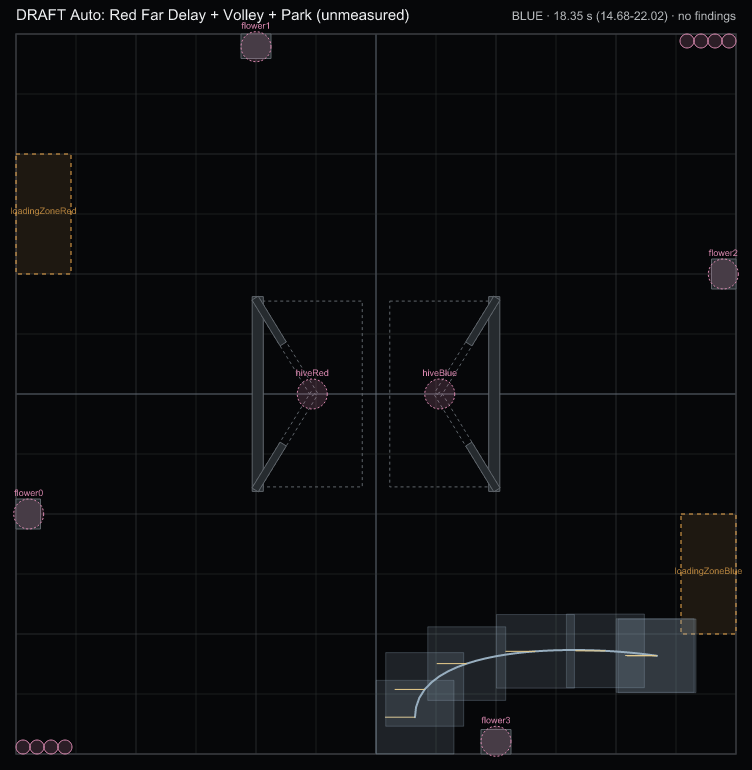 DRAFT Auto: Red Far Delay + Volley + Park (unmeasured)
BLUE · 18.35 s (14.68-22.02) · no findings
flower1
loadingZoneRed
flower2
hiveRed
hiveBlue
flower0
loadingZoneBlue
flower3